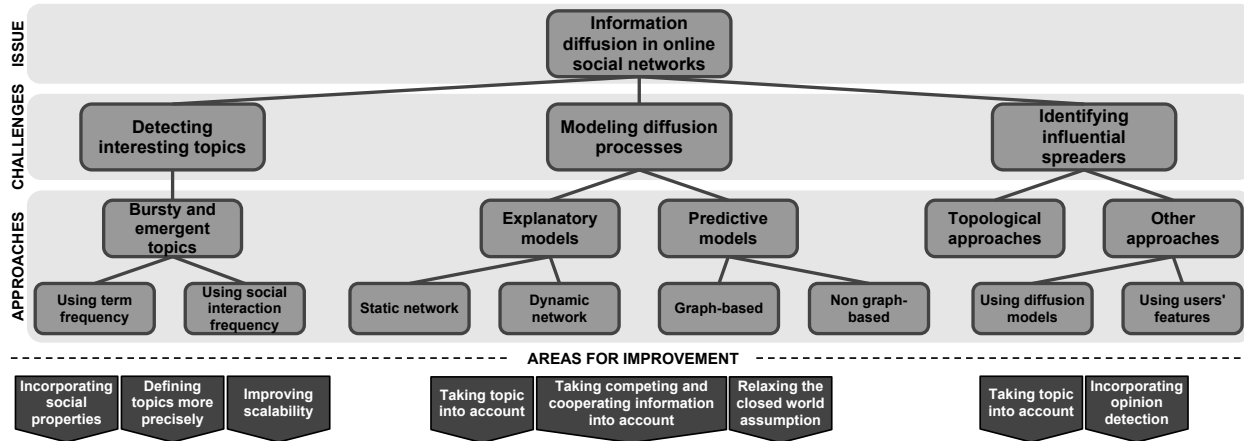 ISSUE
Information
diffusion in online
social networks
CHALLENGES
Detecting
interesting topics
Modeling diffusion
processes
Identifying
influential
spreaders
APPROACHES
Bursty and
emergent
topics
Explanatory
models
Predictive
models
Topological
approaches
Other
approaches
Using term
frequency
Using social
interaction
frequency
Static network
Dynamic
network
Graph-based
Non graph-
based
Using diffusion
models
Using users'
features
AREAS FOR IMPROVEMENT
Incorporating
social
properties
Defining
topics more
precisely
Improving
scalability
Taking topic
into account
Taking competing and
cooperating information
into account
Relaxing the
closed world
assumption
Taking topic
into account
Incorporating
opinion
detection